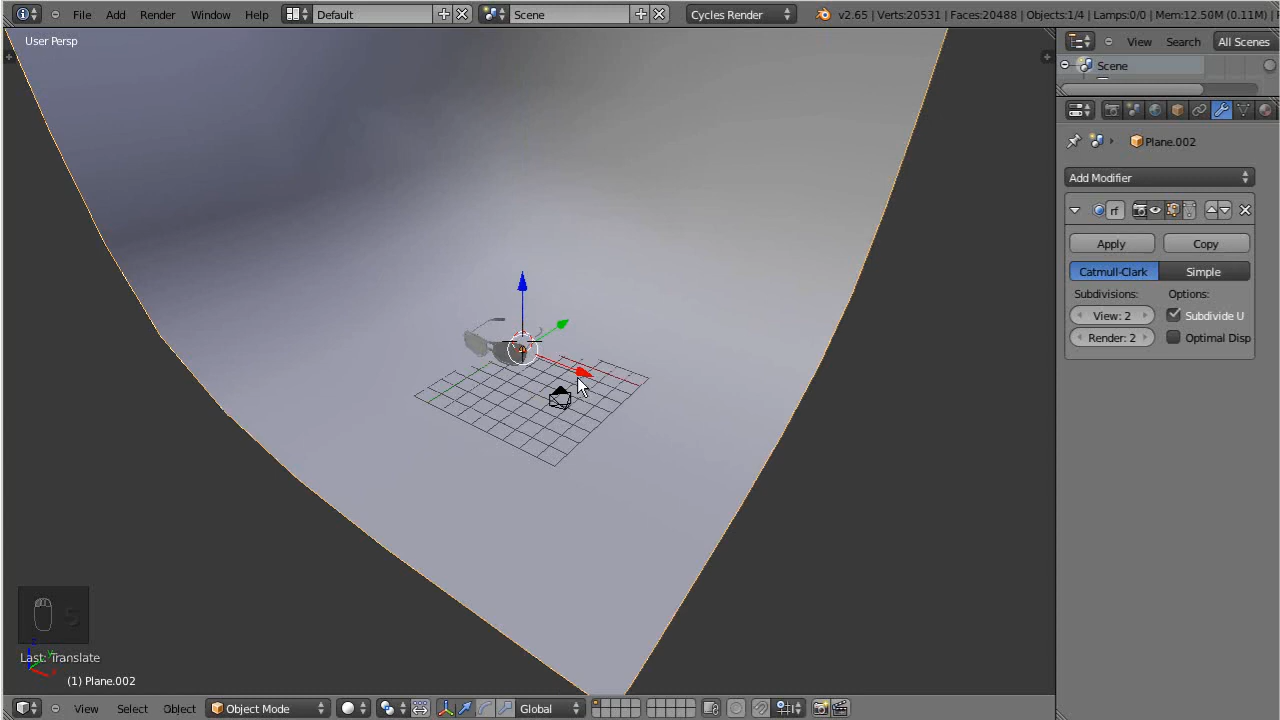 File Add Render Window Help Default Scene Cycles Render v2.65 | Verts:20531 | Faces:20488 | Objects:1/4 | Lamps:0/0 | Mem:12.50M (0.11M) |
User Persp
View Search All Scenes
Scene
Plane.002
Add Modifier
rf
Apply Copy
Catmull-Clark Simple
Subdivisions: Options:
View: 2 Subdivide U
Render: 2 Optimal Disp
S
Last: Translate
(1) Plane.002
View Select Object Object Mode Global